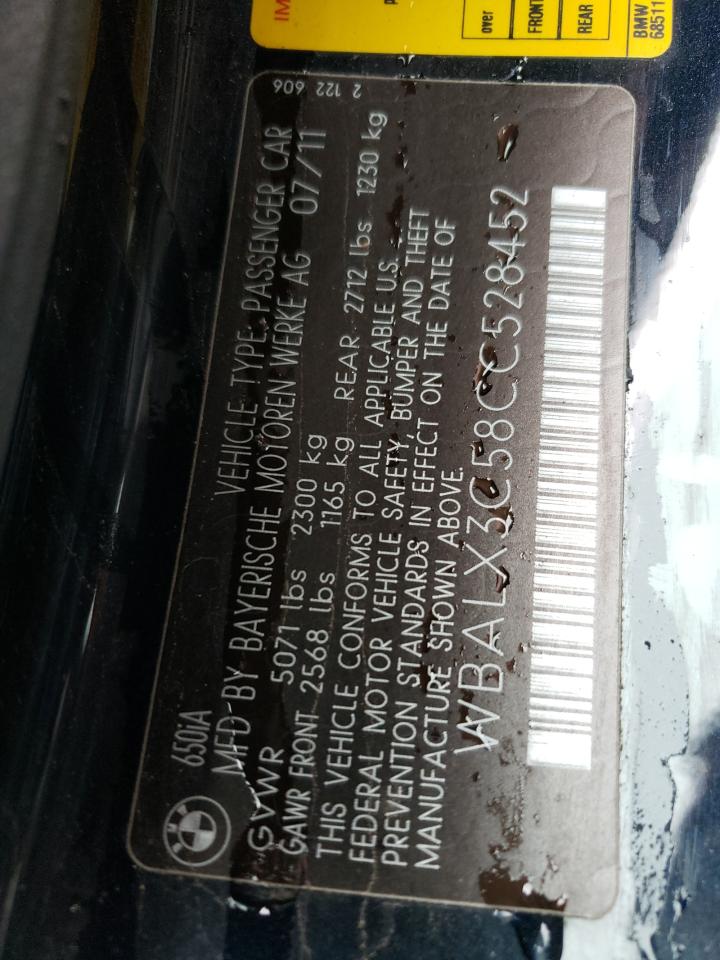 650iA VEHICLE TYPE: PASSENGER CAR
MFD BY BAYERISCHE MOTOREN WERKE AG 07/11
GVWR 5071 lbs 2300 kg
GAWR FRONT 2568 lbs 1165 kg REAR 2712 lbs 1230 kg
THIS VEHICLE CONFORMS TO ALL APPLICABLE U.S.
FEDERAL MOTOR VEHICLE SAFETY, BUMPER AND THEFT
PREVENTION STANDARDS IN EFFECT ON THE DATE OF
MANUFACTURE SHOWN ABOVE.
WBALX3C58CC528452
2 122 606
over
FRONT
REAR
BMW
68511